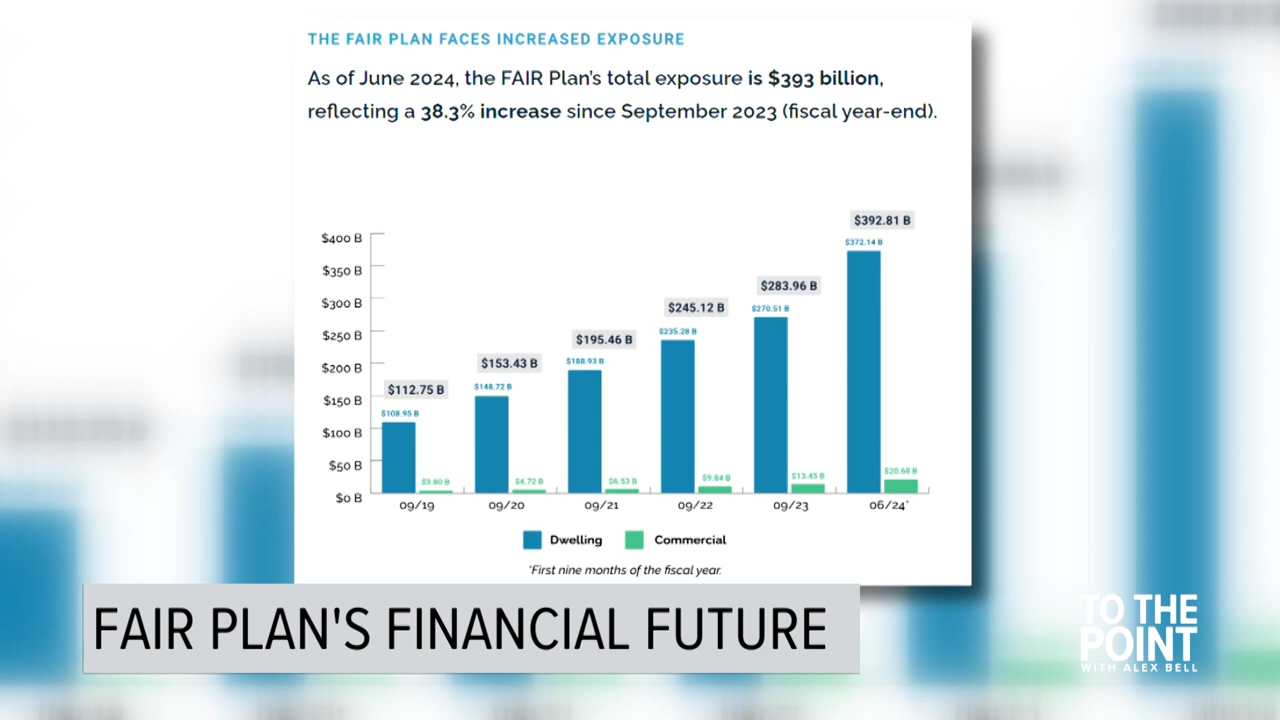 THE FAIR PLAN FACES INCREASED EXPOSURE
As of June 2024, the FAIR Plan's total exposure is $393 billion,
reflecting a 38.3% increase since September 2023 (fiscal year-end).
$392.81 B
$400 B
$372.14 B
$350 B
$283.96 B
$300 B
$245.12 B
$270.51 B
$250 B
$195.46 B
$235.28 B
$200 B
$153.43 B
$188.93 B
$150 B
$112.75 B
$148.72 B
$108.95 B
$100 B
$50 B
$3.80 B
$4.72 B
$6.53 B
$9.84 B
$13.45 B
$20.68 B
$0 B
09/19 09/20 09/21 09/22 09/23 06/24*
Dwelling Commercial
*First nine months of the fiscal year.
FAIR PLAN'S FINANCIAL FUTURE
TO THE
POINT
WITH ALEX BELL